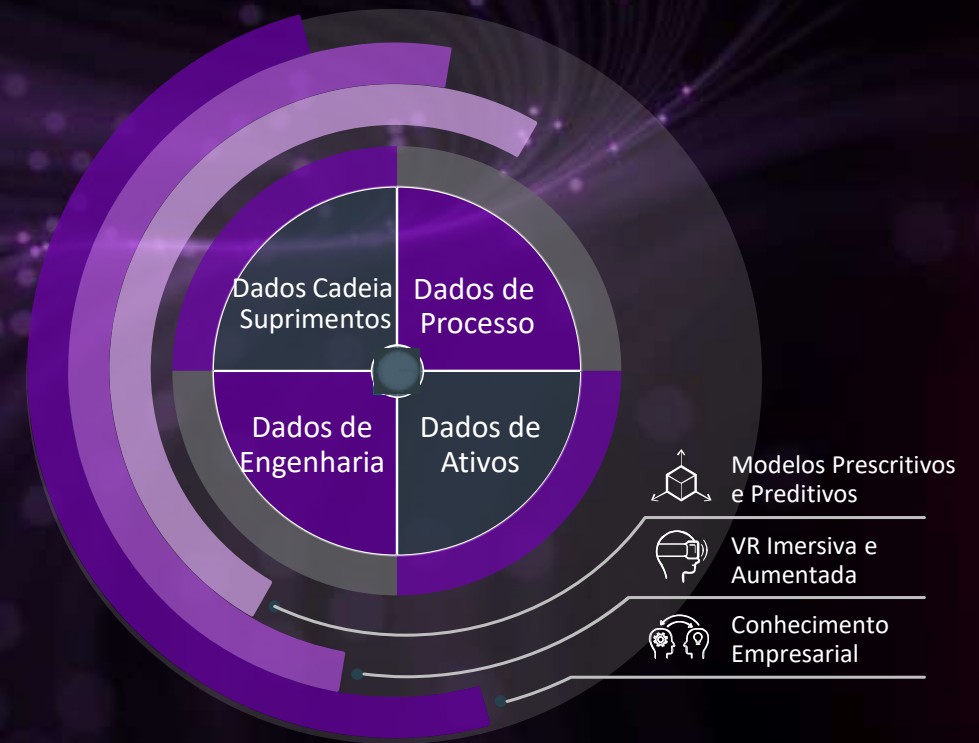 Dados Cadeia
Suprimentos
Dados de
Processo
Dados de
Engenharia
Dados de
Ativos
Modelos Prescritivos
e Preditivos
VR Imersiva e
Aumentada
Conhecimento
Empresarial